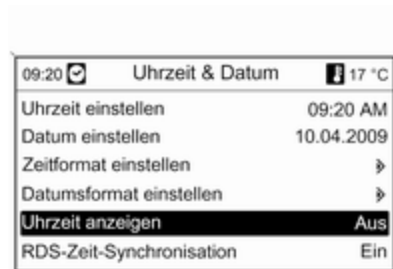 09:20 Uhrzeit & Datum 17 °C
Uhrzeit einstellen 09:20 AM
Datum einstellen 10.04.2009
Zeitformat einstellen
Datumsformat einstellen
Uhrzeit anzeigen Aus
RDS-Zeit-Synchronisation Ein